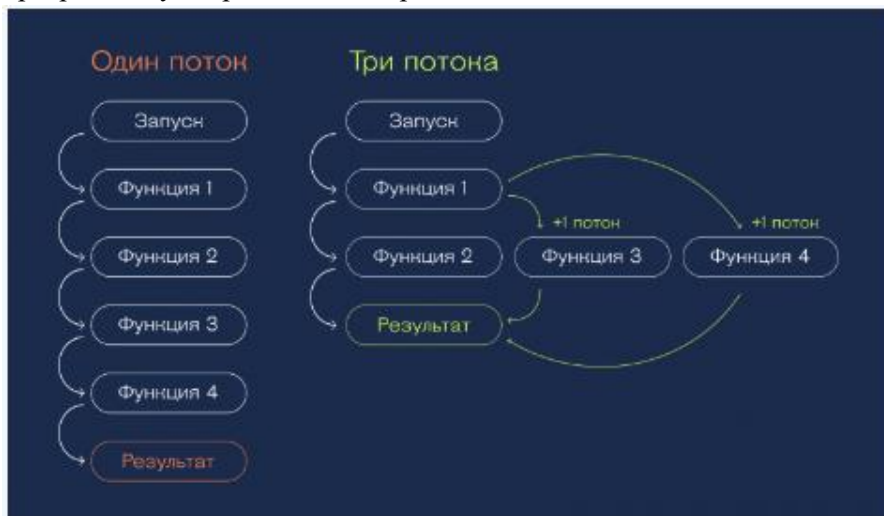 Один поток
Три потока
Запуск
Функция 1
Функция 2
Функция 3
Функция 4
Результат
Запуск
Функция 1
+1 поток
+1 поток
Функция 2
Функция 3
Функция 4
Результат